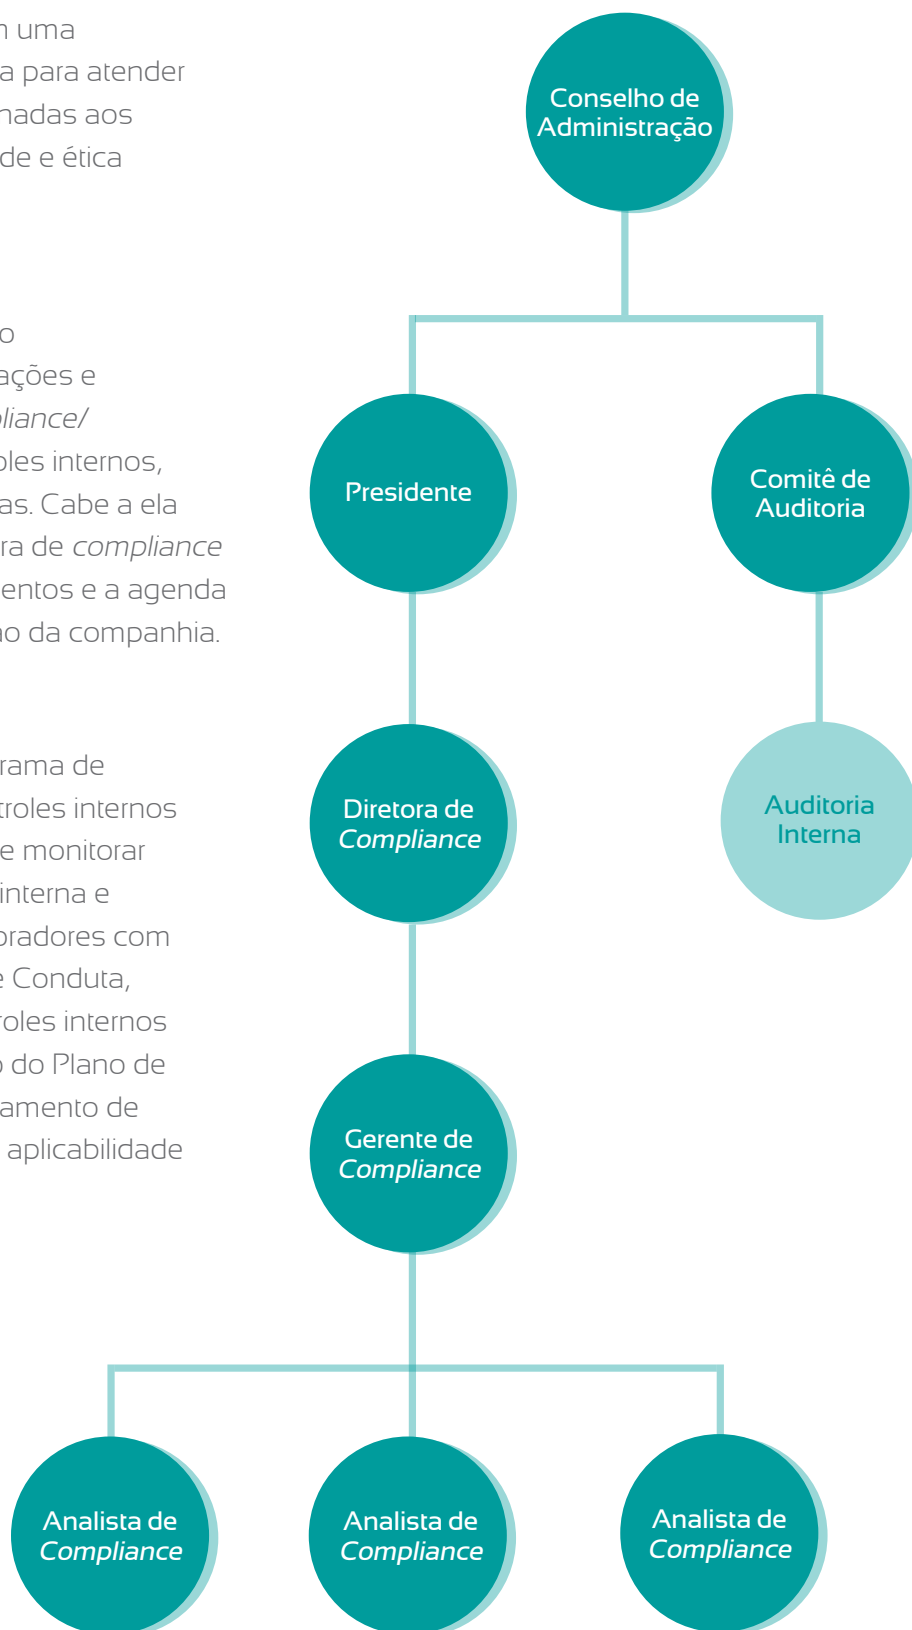 uma
a para atender
nadas aos
de e ética
o
ações e
pliance/
oles internos,
as. Cabe a ela
ra de compliance
entos e a agenda
ão da companhia.
rama de
troles internos
e monitorar
interna e
oradores com
e Conduta,
roles internos
o do Plano de
amento de
aplicabilidade
Conselho de
Administração
Presidente
Comitê de
Auditoria
Diretora de
Compliance
Auditoria
Interna
Gerente de
Compliance
Analista de
Compliance
Analista de
Compliance
Analista de
Compliance